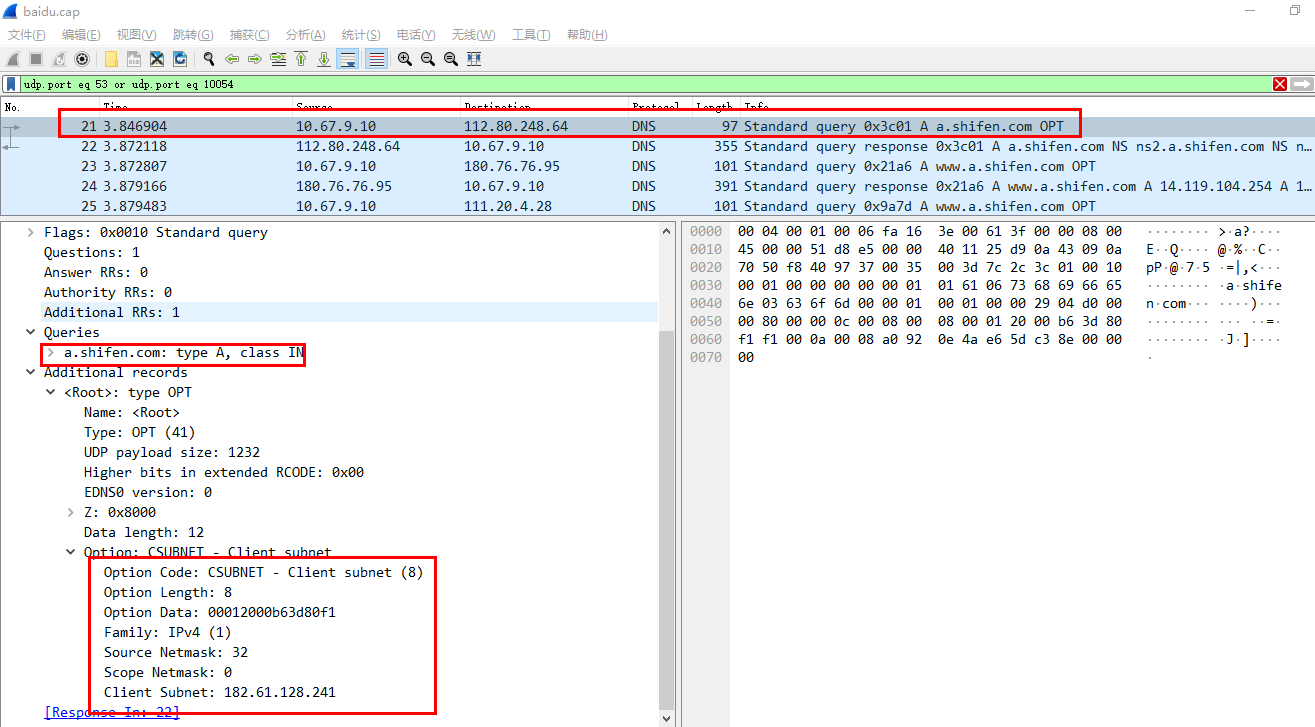 baidu.cap
文件(F) 编辑(E) 视图(V) 跳转(G) 捕获(C) 分析(A) 统计(S) 电话(Y) 无线(W) 工具(T) 帮助(H)
udp.port eq 53 or udp.port eq 10054
No. Time Source Destination Protocol Length Info
21 3.846904 10.67.9.10 112.80.248.64 DNS 97 Standard query 0x3c01 A a.shifen.com OPT
22 3.872118 112.80.248.64 10.67.9.10 DNS 355 Standard query response 0x3c01 A a.shifen.com NS ns2.a.shifen.com NS n…
23 3.872807 10.67.9.10 180.76.76.95 DNS 101 Standard query 0x21a6 A www.a.shifen.com OPT
24 3.879166 180.76.76.95 10.67.9.10 DNS 391 Standard query response 0x21a6 A www.a.shifen.com A 14.119.104.254 A 1…
25 3.879483 10.67.9.10 111.20.4.28 DNS 101 Standard query 0x9a7d A www.a.shifen.com OPT
Flags: 0x0010 Standard query
Questions: 1
Answer RRs: 0
Authority RRs: 0
Additional RRs: 1
Queries
a.shifen.com: type A, class IN
Additional records
<Root>: type OPT
Name: <Root>
Type: OPT (41)
UDP payload size: 1232
Higher bits in extended RCODE: 0x00
EDNS0 version: 0
Z: 0x8000
Data length: 12
Option: CSUBNET - Client subnet
Option Code: CSUBNET - Client subnet (8)
Option Length: 8
Option Data: 00012000b63d80f1
Family: IPv4 (1)
Source Netmask: 32
Scope Netmask: 0
Client Subnet: 182.61.128.241
[Response In: 22]
0000 00 04 00 01 00 06 fa 16 3e 00 61 3f 00 00 08 00 ········ >·a?····
0010 45 00 00 51 d8 e5 00 00 40 11 25 d9 0a 43 09 0a E··Q···· @·%··C··
0020 70 50 f8 40 97 37 00 35 00 3d 7c 2c 3c 01 00 10 pP·@·7·5 ·=|,<···
0030 00 01 00 00 00 00 00 01 01 61 06 73 68 69 66 65 ········ ·a·shife
0040 6e 03 63 6f 6d 00 00 01 00 01 00 00 29 04 d0 00 n·com··· ····)···
0050 00 80 00 00 0c 00 08 00 08 00 01 20 00 b6 3d 80 ········ ··· ··=·
0060 f1 f1 00 0a 00 08 a0 92 0e 4a e6 5d c3 8e 00 00 ········ ·J·]····
0070 00 ·